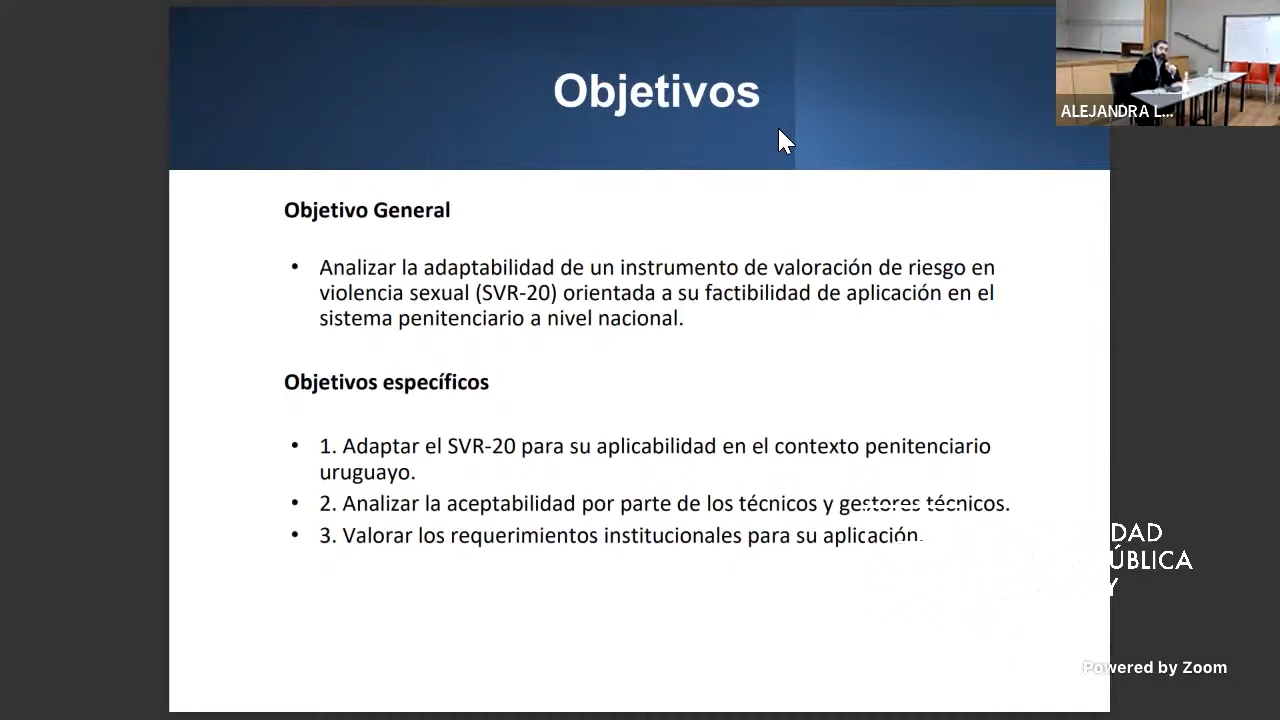 Objetivos
ALEJANDRA L...
Objetivo General
• Analizar la adaptabilidad de un instrumento de valoración de riesgo en
violencia sexual (SVR-20) orientada a su factibilidad de aplicación en el
sistema penitenciario a nivel nacional.
Objetivos específicos
• 1. Adaptar el SVR-20 para su aplicabilidad en el contexto penitenciario
uruguayo.
• 2. Analizar la aceptabilidad por parte de los técnicos y gestores técnicos.
• 3. Valorar los requerimientos institucionales para su aplicación.
DAD
ÚBLICA
Y
Powered by Zoom